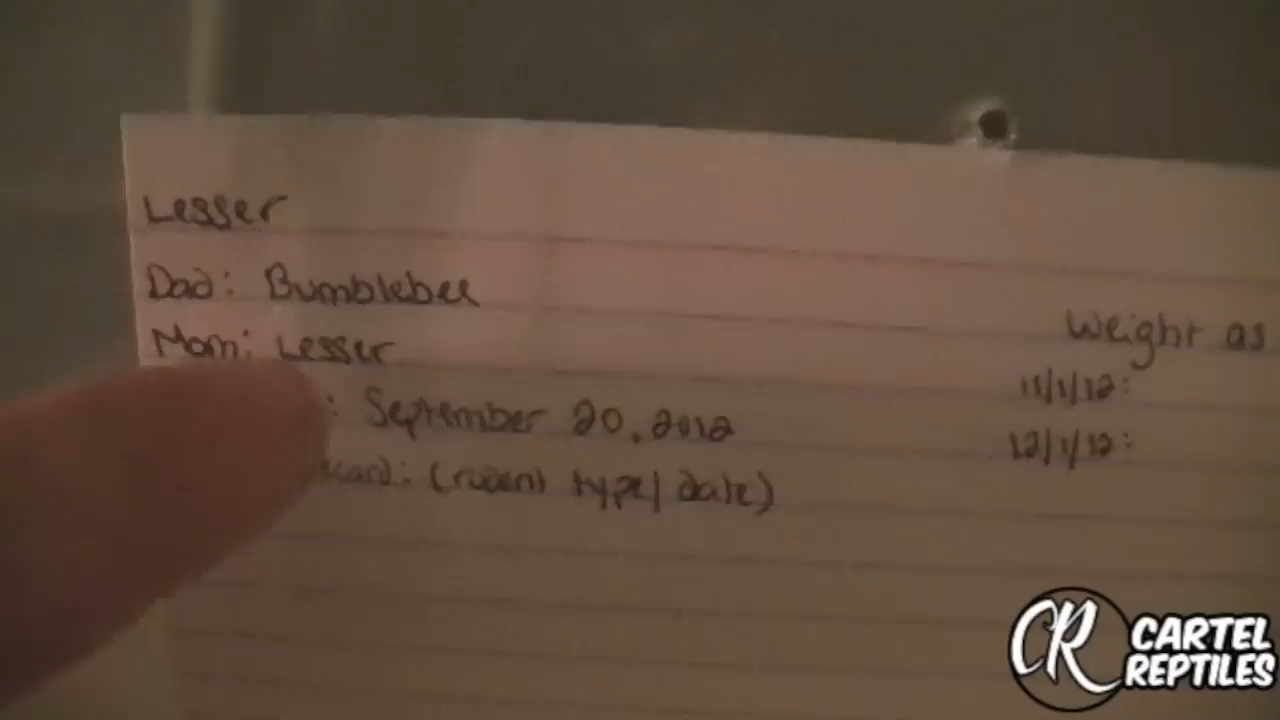 Lesser
Dad: Bumblebee
Mom: Lesser
: September 20, 2012
(rodent type/date)
Weight as
11/1/12:
12/1/12:
CR CARTEL
REPTILES